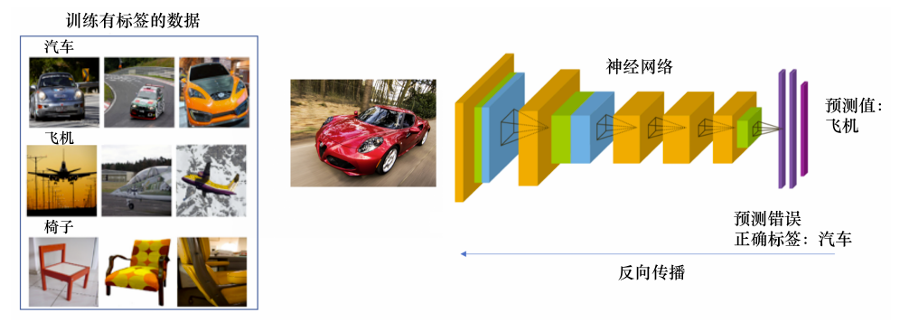 训练有标签的数据
汽车
飞机
椅子
神经网络
预测值:
飞机
预测错误
正确标签: 汽车
反向传播